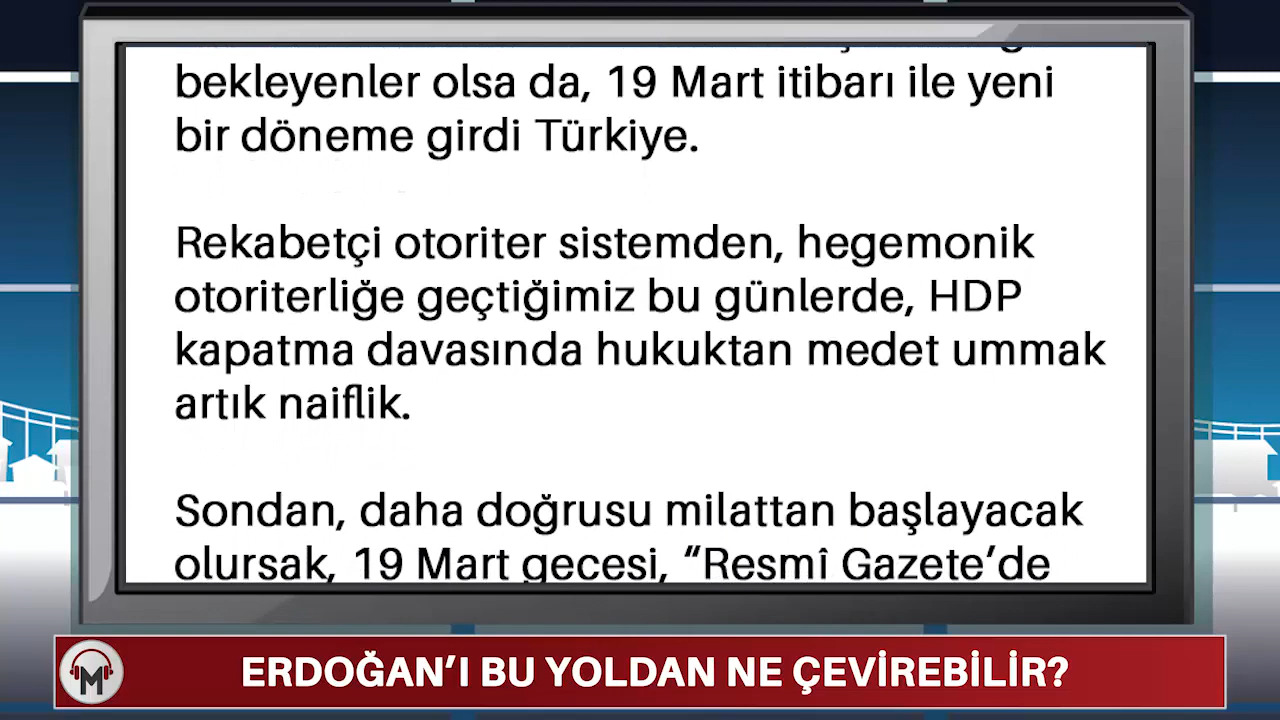 bekleyenler olsa da, 19 Mart itibarı ile yeni
bir döneme girdi Türkiye.
Rekabetçi otoriter sistemden, hegemonik
otoriterliğe geçtiğimiz bu günlerde, HDP
kapatma davasında hukuktan medet ummak
artık naiflik.
Sondan, daha doğrusu milattan başlayacak
olursak, 19 Mart gecesi, “Resmî Gazete’de
M
ERDOĞAN’I BU YOLDAN NE ÇEVİREBİLİR?